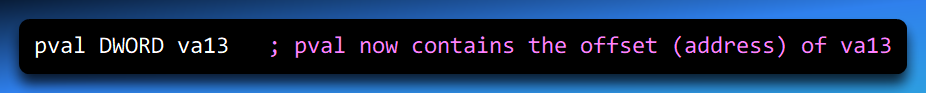 pval DWORD va13   ; pval now contains the offset (address) of va13